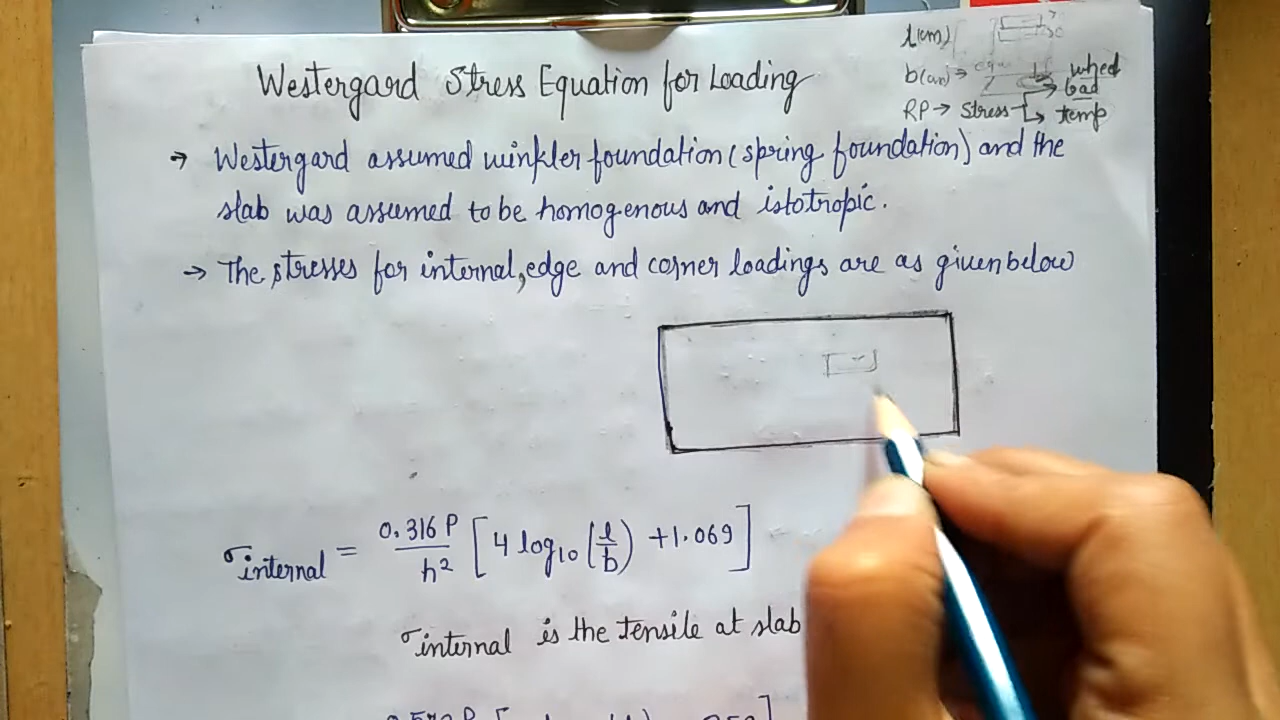 Westergard Stress Equation for Loading
l(cm)
b(cm) → equ
RP → Stress → wheel load
→ temp
→ Westergard assumed winkler foundation (spring foundation) and the
slab was assumed to be homogenous and istotropic.
→ The stresses for internal, edge and corner loadings are as given below
σinternal = 0.316 P / h² [4 log10 (l/b) + 1.069]
σinternal is the tensile at slab